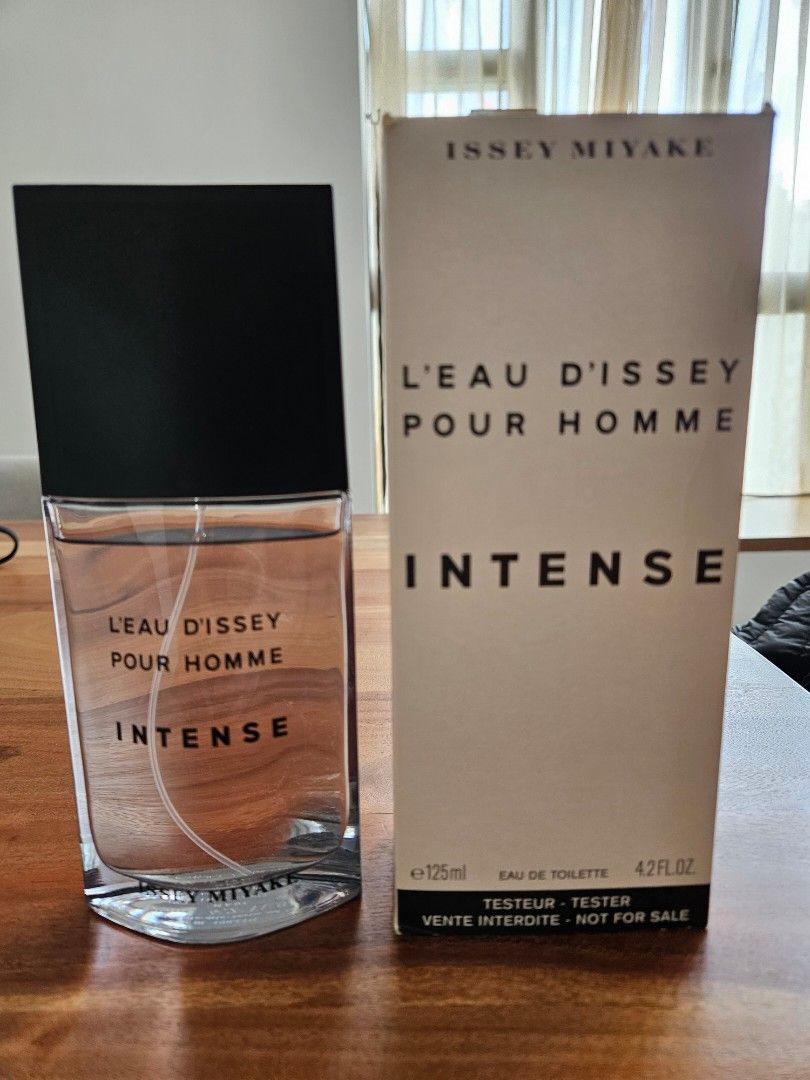 L'EAU D'ISSEY
POUR HOMME
INTENSE
ISSEY MIYAKE
ISSEY MIYAKE
L'EAU D'ISSEY
POUR HOMME
INTENSE
℮125ml EAU DE TOILETTE 4.2 FL.OZ.
TESTEUR - TESTER
VENTE INTERDITE - NOT FOR SALE